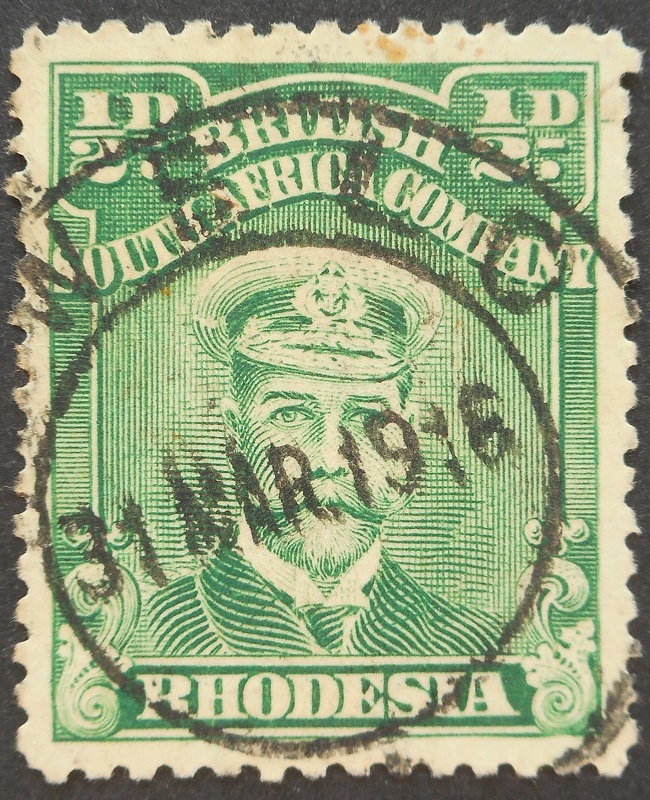 ½D ½D
BRITISH
SOUTH AFRICA COMPANY
31 MAR. 1916
RHODESIA